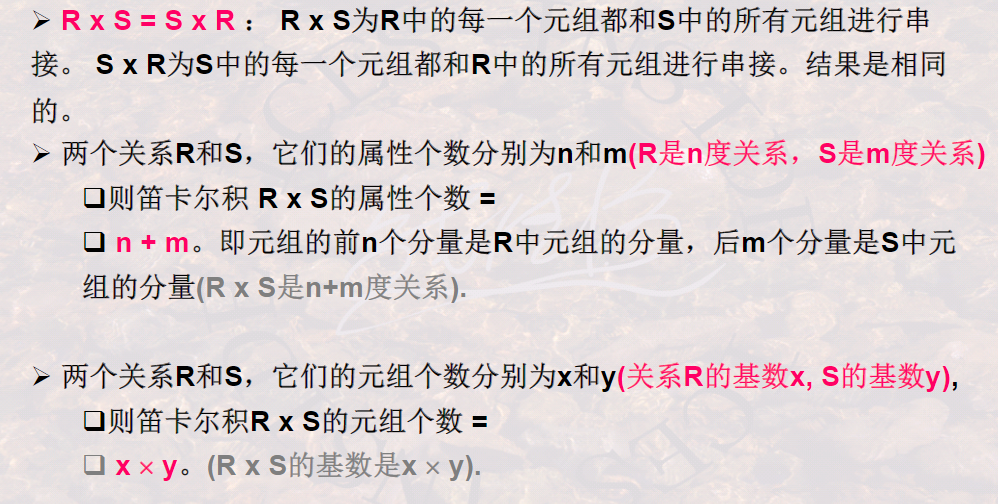 ➢ R x S = S x R ： R x S为R中的每一个元组都和S中的所有元组进行串
接。 S x R为S中的每一个元组都和R中的所有元组进行串接。结果是相同
的。
➢ 两个关系R和S，它们的属性个数分别为n和m(R是n度关系，S是m度关系)
❑则笛卡尔积 R x S的属性个数 =
❑ n + m。即元组的前n个分量是R中元组的分量，后m个分量是S中元
组的分量(R x S是n+m度关系).
➢ 两个关系R和S，它们的元组个数分别为x和y(关系R的基数x, S的基数y),
❑则笛卡尔积R x S的元组个数 =
❑ x × y。(R x S的基数是x × y).